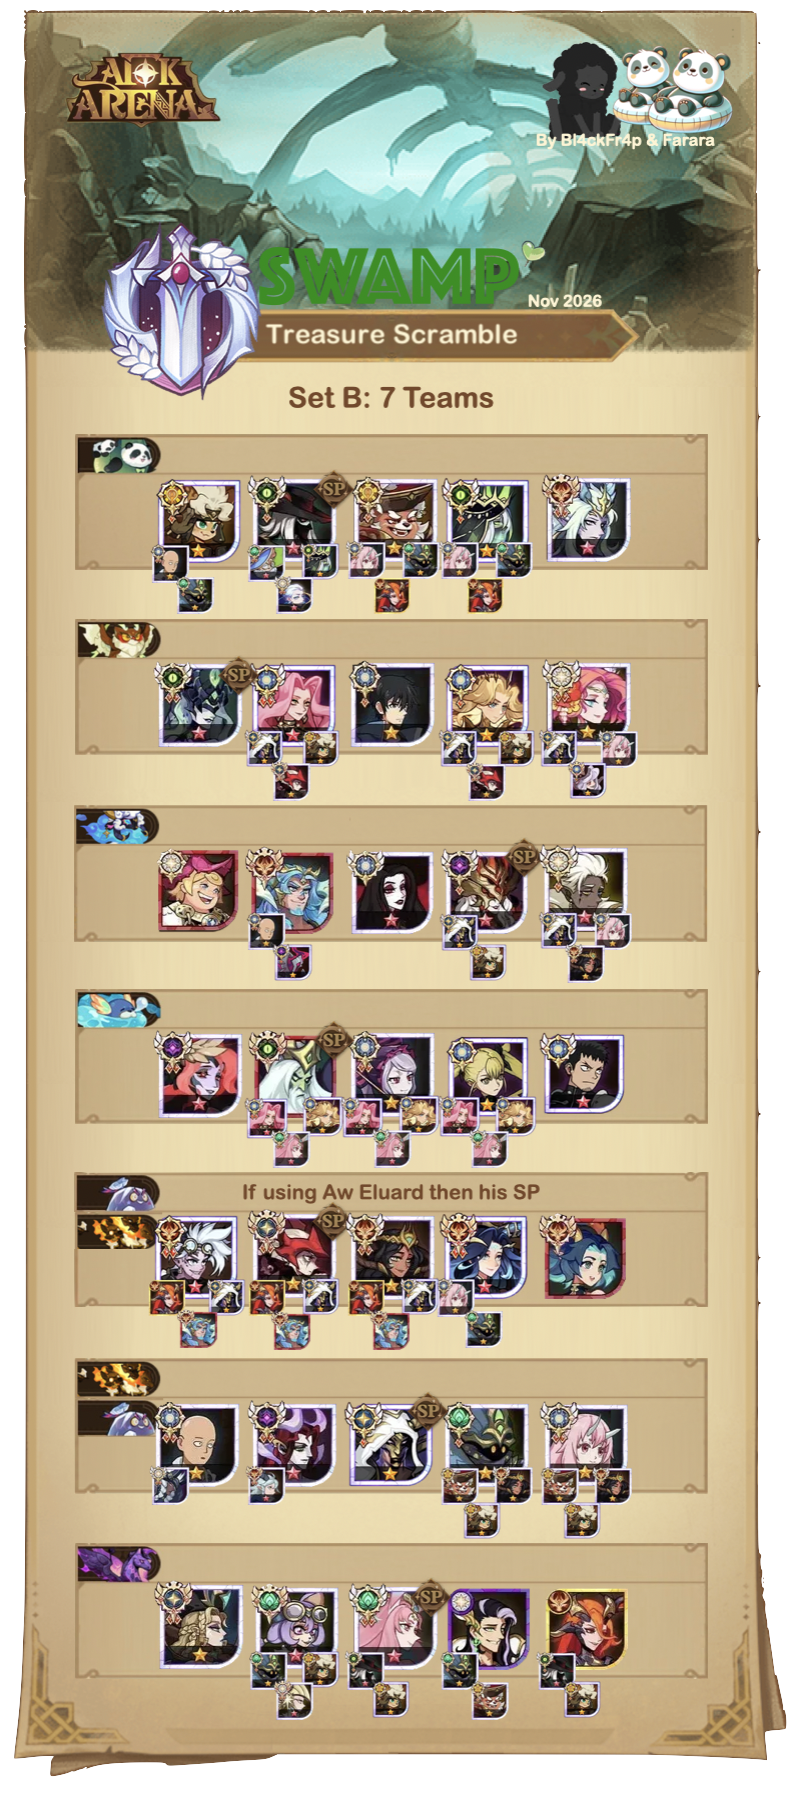 AFK
ARENA
By Bl4ckFr4p & Farara
SWAMP
Nov 2026
Treasure Scramble
Set B: 7 Teams
SP
SP
SP
SP
If using Aw Eluard then his SP
SP
SP
SP